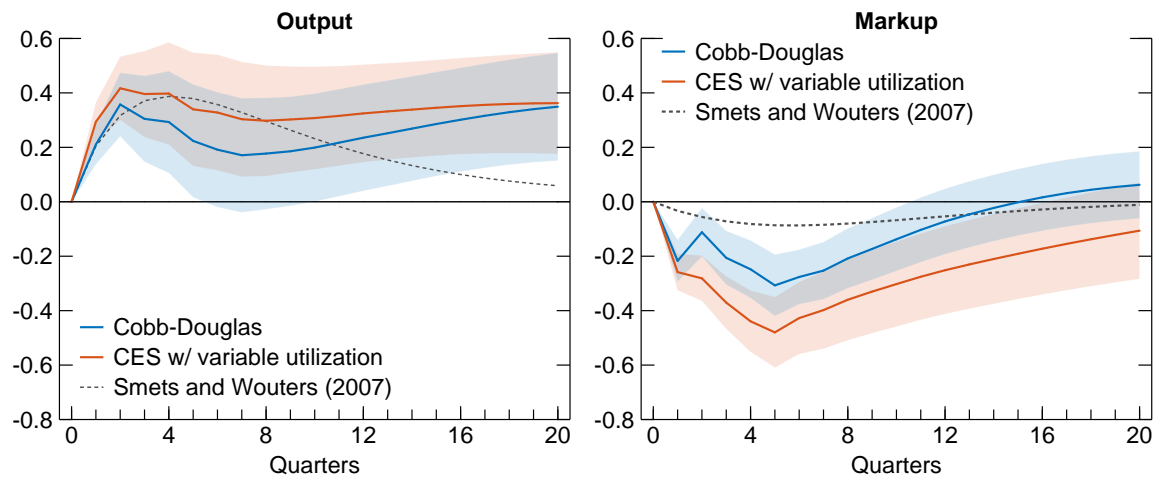 Output
0.6
0.4
0.2
0.0
-0.2
-0.4
-0.6
-0.8
Cobb-Douglas
CES w/ variable utilization
Smets and Wouters (2007)
0 4 8 12 16 20
Quarters
Markup
0.6
0.4
0.2
0.0
-0.2
-0.4
-0.6
-0.8
Cobb-Douglas
CES w/ variable utilization
Smets and Wouters (2007)
0 4 8 12 16 20
Quarters